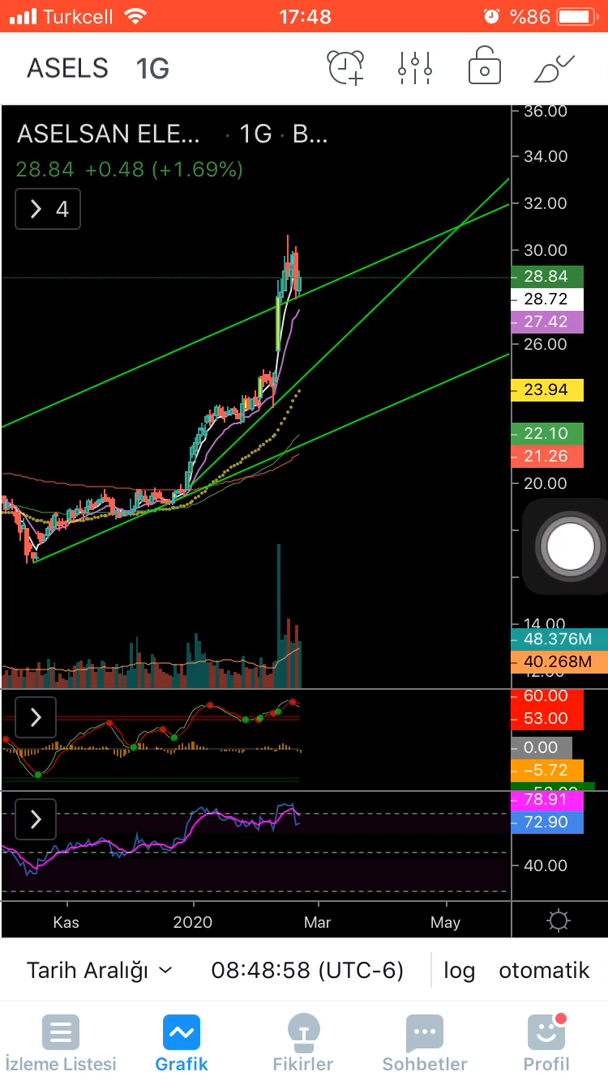 Turkcell 17:48 %86
ASELS 1G
ASELSAN ELE... · 1G · B...
28.84 +0.48 (+1.69%)
4
36.00
34.00
32.00
30.00
28.84
28.72
27.42
26.00
23.94
22.10
21.26
20.00
14.00
48.376M
40.268M
60.00
53.00
0.00
−5.72
78.91
72.90
40.00
Kas 2020 Mar May
Tarih Aralığı 08:48:58 (UTC-6) log otomatik
İzleme Listesi Grafik Fikirler Sohbetler Profil